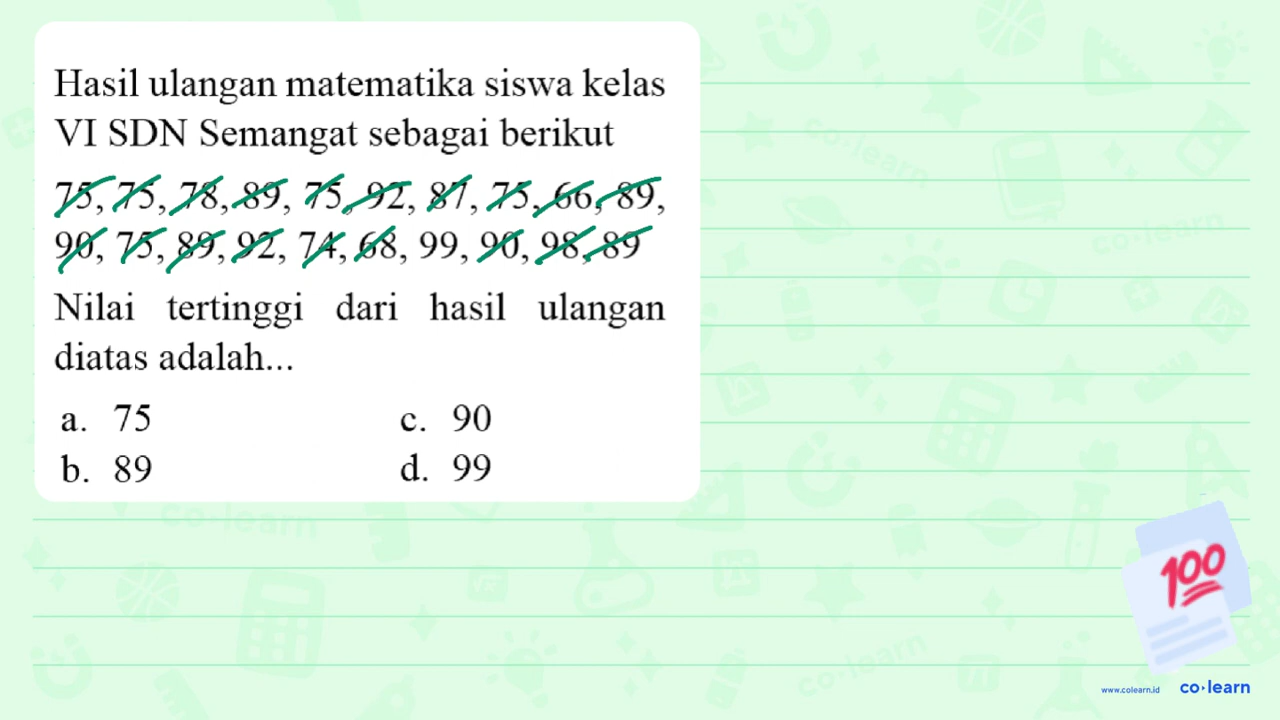 Hasil ulangan matematika siswa kelas
VI SDN Semangat sebagai berikut
75, 75, 78, 89, 75, 92, 87, 75, 66, 89,
90, 75, 89, 92, 74, 68, 99, 90, 98, 89
Nilai tertinggi dari hasil ulangan
diatas adalah...
a. 75 c. 90
b. 89 d. 99
100
www.colearn.id co·learn